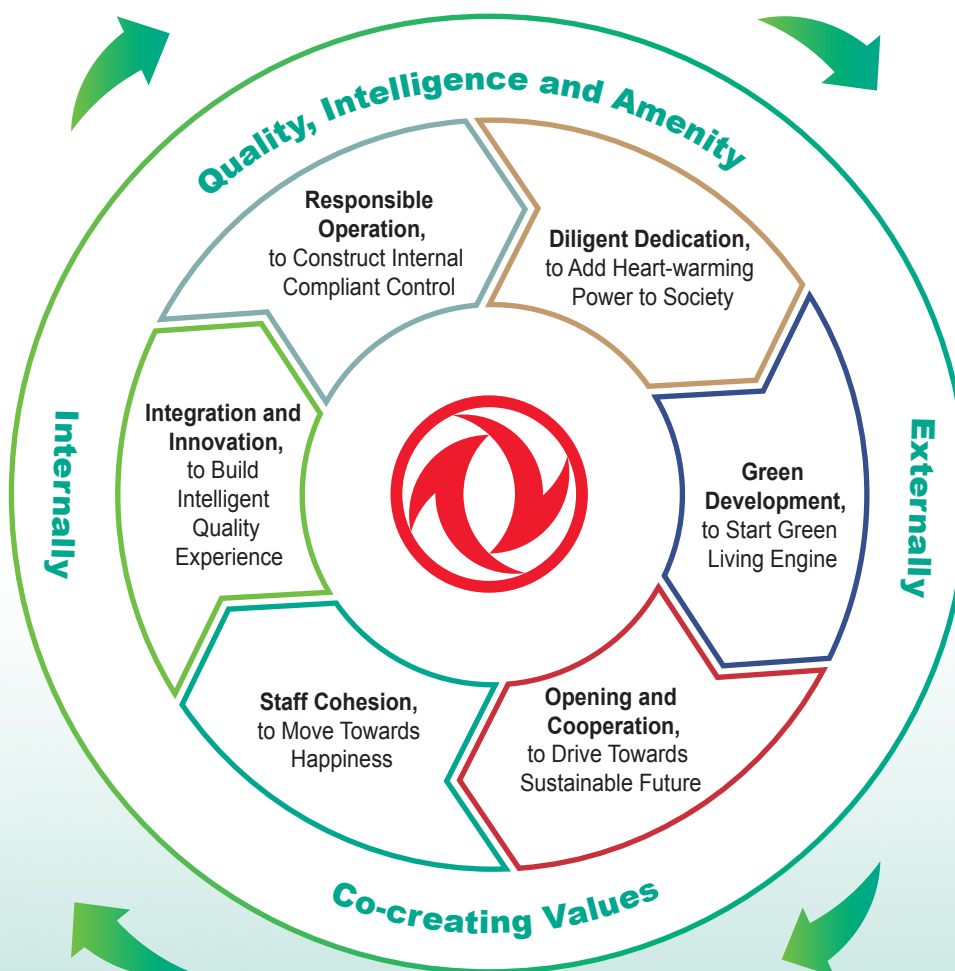 Quality, Intelligence and Amenity
Responsible
Operation,
to Construct Internal
Compliant Control
Diligent Dedication,
to Add Heart-warming
Power to Society
Internally
Integration and
Innovation,
to Build
Intelligent
Quality
Experience
Green
Development,
to Start Green
Living Engine
Externally
Staff Cohesion,
to Move Towards
Happiness
Opening and
Cooperation,
to Drive Towards
Sustainable Future
Co-creating Values